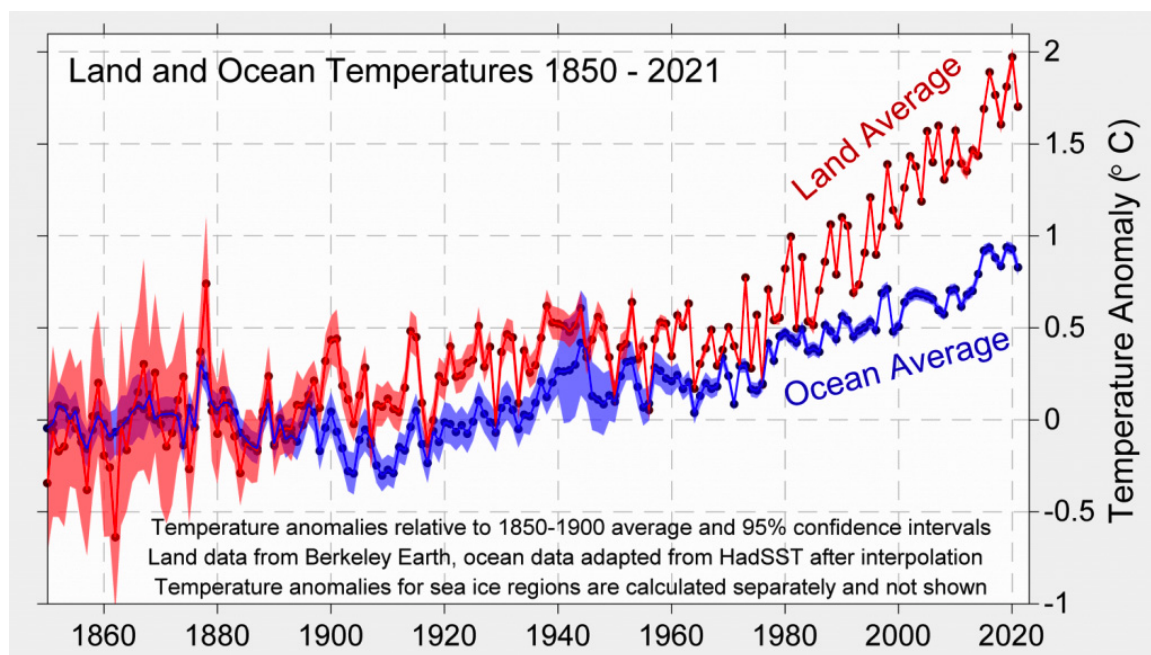 Land and Ocean Temperatures 1850 - 2021
Land Average
Ocean Average
Temperature anomalies relative to 1850-1900 average and 95% confidence intervals
Land data from Berkeley Earth, ocean data adapted from HadSST after interpolation
Temperature anomalies for sea ice regions are calculated separately and not shown
2
1.5
1
0.5
0
-0.5
-1
Temperature Anomaly (° C)
1860 1880 1900 1920 1940 1960 1980 2000 2020